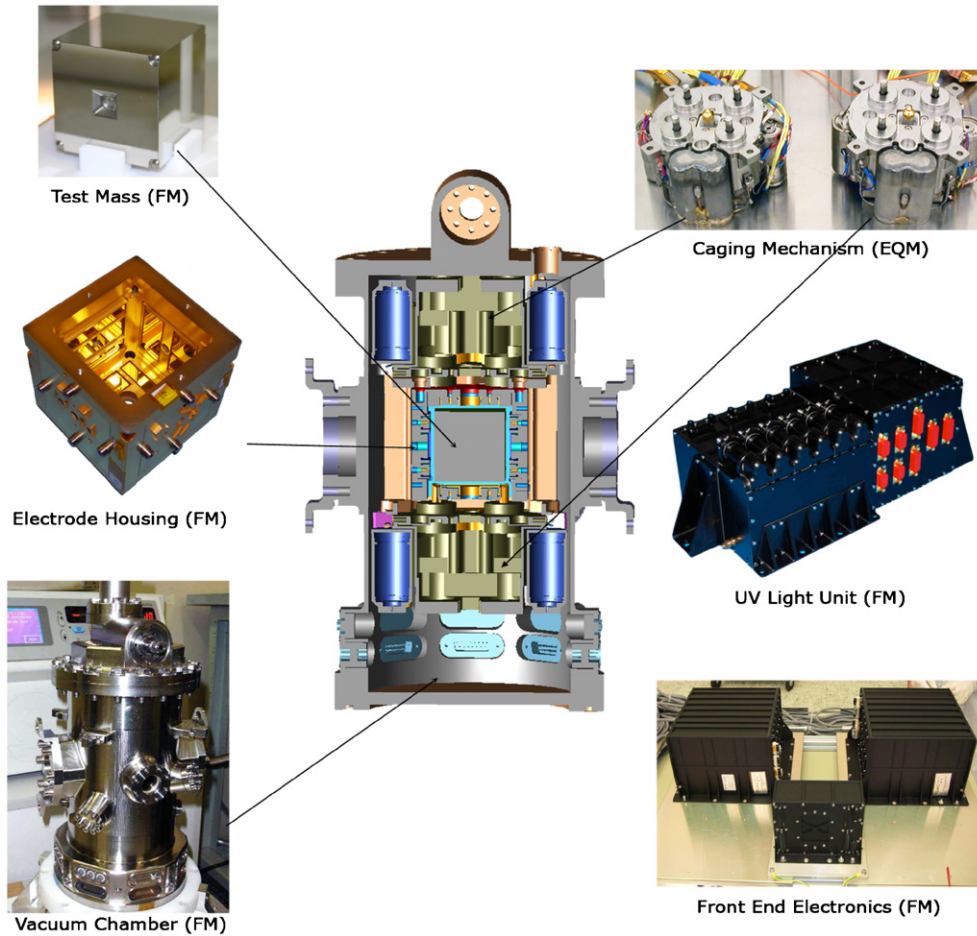 Test Mass (FM)
Caging Mechanism (EQM)
Electrode Housing (FM)
UV Light Unit (FM)
Vacuum Chamber (FM)
Front End Electronics (FM)